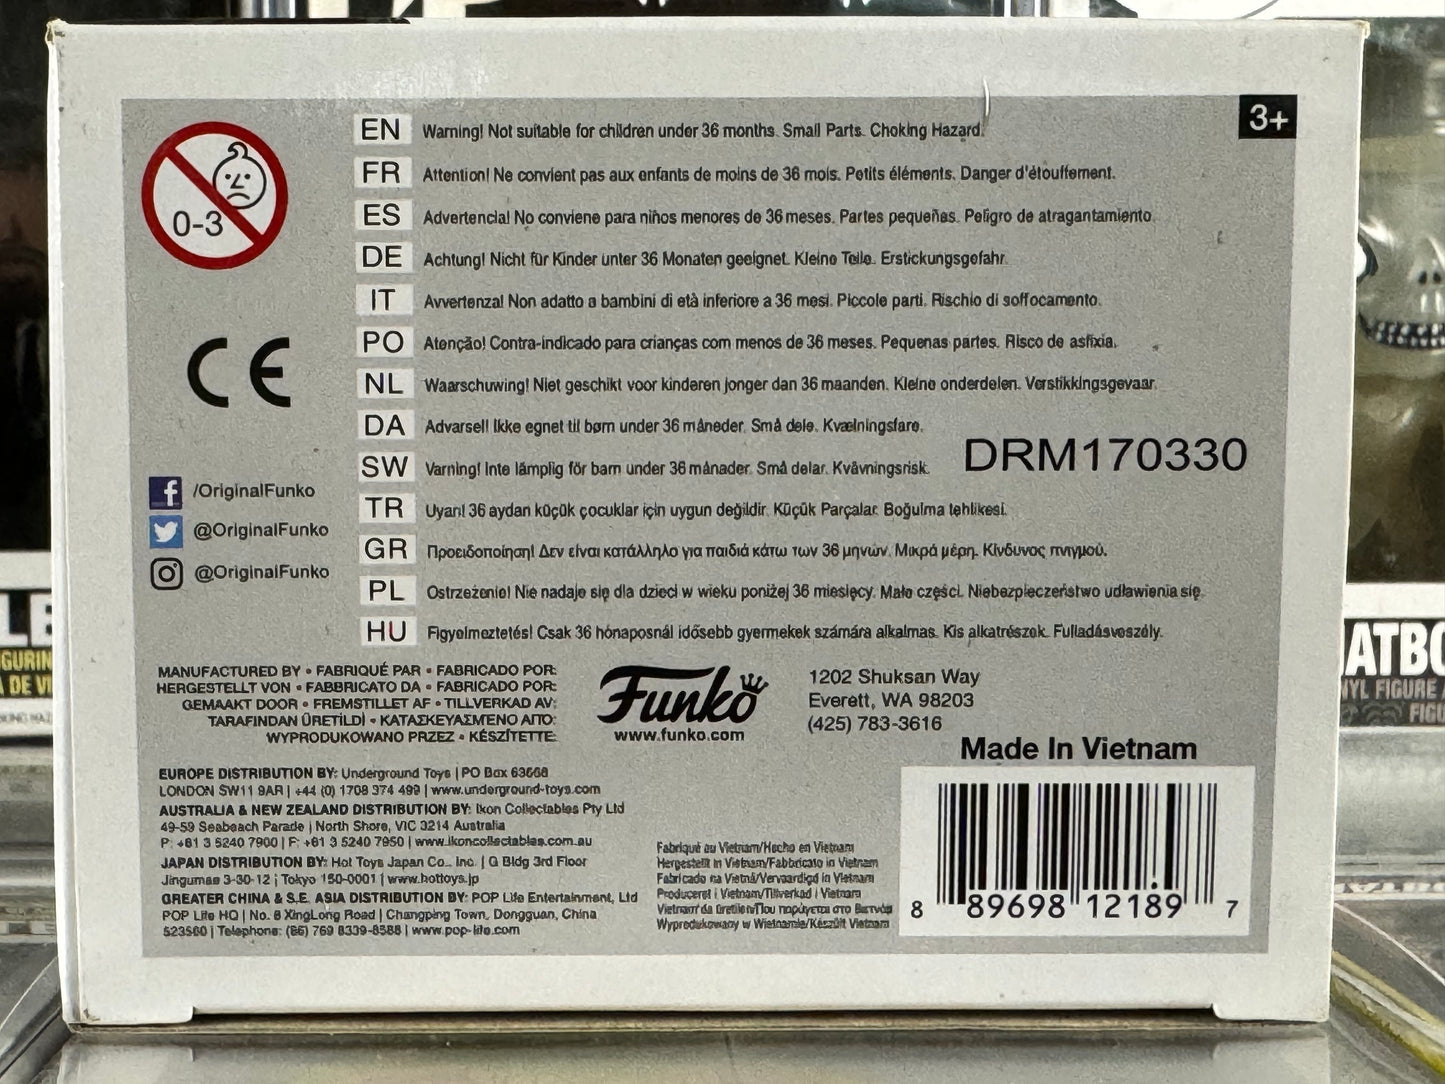 3+
0-3
EN Warning! Not suitable for children under 36 months. Small Parts. Choking Hazard.
FR Attention! Ne convient pas aux enfants de moins de 36 mois. Petits éléments. Danger d'étouffement.
ES Advertencia! No conviene para niños menores de 36 meses. Partes pequeñas. Peligro de atragantamiento.
DE Achtung! Nicht für Kinder unter 36 Monaten geeignet. Kleine Teile. Erstickungsgefahr.
IT Avvertenza! Non adatto a bambini di età inferiore a 36 mesi. Piccole parti. Rischio di soffocamento.
PO Atenção! Contra-indicado para crianças com menos de 36 meses. Pequenas partes. Risco de asfixia.
NL Waarschuwing! Niet geschikt voor kinderen jonger dan 36 maanden. Kleine onderdelen. Verstikkingsgevaar.
DA Advarsel! Ikke egnet til børn under 36 måneder. Små dele. Kvælningsfare.
SW Varning! Inte lämplig för barn under 36 månader. Små delar. Kvävningsrisk.
TR Uyarı! 36 aydan küçük çocuklar için uygun değildir. Küçük Parçalar. Boğulma tehlikesi.
GR Προειδοποίηση! Δεν είναι κατάλληλο για παιδιά κάτω των 36 μηνών. Μικρά μέρη. Κίνδυνος πνιγμού.
PL Ostrzeżenie! Nie nadaje się dla dzieci w wieku poniżej 36 miesięcy. Małe części. Niebezpieczeństwo udławienia się.
HU Figyelmeztetés! Csak 36 hónaposnál idősebb gyermekek számára alkalmas. Kis alkatrészek. Fulladásveszély.
CE
DRM170330
/OriginalFunko
@OriginalFunko
@OriginalFunko
MANUFACTURED BY • FABRIQUÉ PAR • FABRICADO POR:
HERGESTELLT VON • FABBRICATO DA • FABRICADO POR:
GEMAAKT DOOR • FREMSTILLET AF • TILLVERKAD AV:
TARAFINDAN ÜRETİLDİ • ΚΑΤΑΣΚΕΥΑΣΜΕΝΟ ΑΠΟ:
WYPRODUKOWANO PRZEZ • KÉSZÍTETTE:
Funko
www.funko.com
1202 Shuksan Way
Everett, WA 98203
(425) 783-3616
Made In Vietnam
EUROPE DISTRIBUTION BY: Underground Toys | PO Box 63668
LONDON SW11 9AR | +44 (0) 1708 374 499 | www.underground-toys.com
AUSTRALIA & NEW ZEALAND DISTRIBUTION BY: Ikon Collectables Pty Ltd
49-59 Seabeach Parade | North Shore, VIC 3214 Australia
P: +61 3 5240 7900 | F: +61 3 5240 7950 | www.ikoncollectables.com.au
JAPAN DISTRIBUTION BY: Hot Toys Japan Co., Inc. | G Bldg 3rd Floor
Jingumae 3-30-12 | Tokyo 150-0001 | www.hottoys.jp
GREATER CHINA & S.E. ASIA DISTRIBUTION BY: POP Life Entertainment, Ltd
POP Life HQ | No. 8 XingLong Road | Changping Town, Dongguan, China
523560 | Telephone: (86) 769 8339-8588 | www.pop-life.com
Fabriqué au Vietnam/Hecho en Vietnam
Hergestellt in Vietnam/Fabbricato in Vietnam
Fabricado na Vietnã/Vervaardigd in Vietnam
Produceret i Vietnam/Tillverkad i Vietnam
Vietnam'da üretilen/Που παράγεται στο Βιετνάμ
Wyprodukowany w Wietnamie/Készült Vietnam
8 89698 12189 7
LE
GURIN
A DE VI
ATBO
NYL FIGURE
FIGU